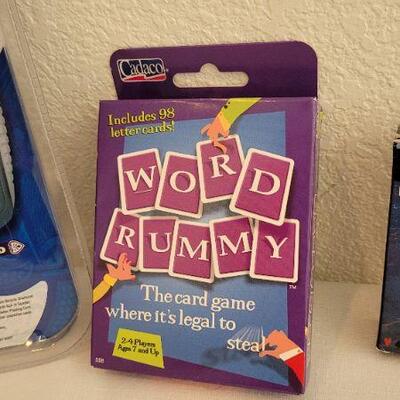 Cadaco®
Includes 98
letter cards!
WORD
RUMMY™
The card game
where it's legal to
steal
2-4 Players
Ages 7 and Up